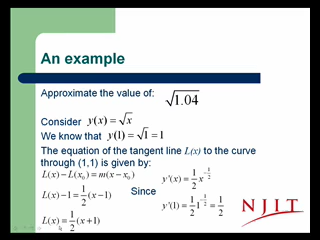 An example
Approximate the value of: √1.04
Consider y(x) = √x
We know that y(1) = √1 = 1
The equation of the tangent line L(x) to the curve
through (1,1) is given by:
L(x) − L(x₀) = m(x − x₀)
L(x) − 1 = 1/2 (x − 1)
L(x) = 1/2 (x + 1)
Since
y'(x) = 1/2 x^(-1/2)
y'(1) = 1/2 1^(-1/2) = 1/2
NJIT